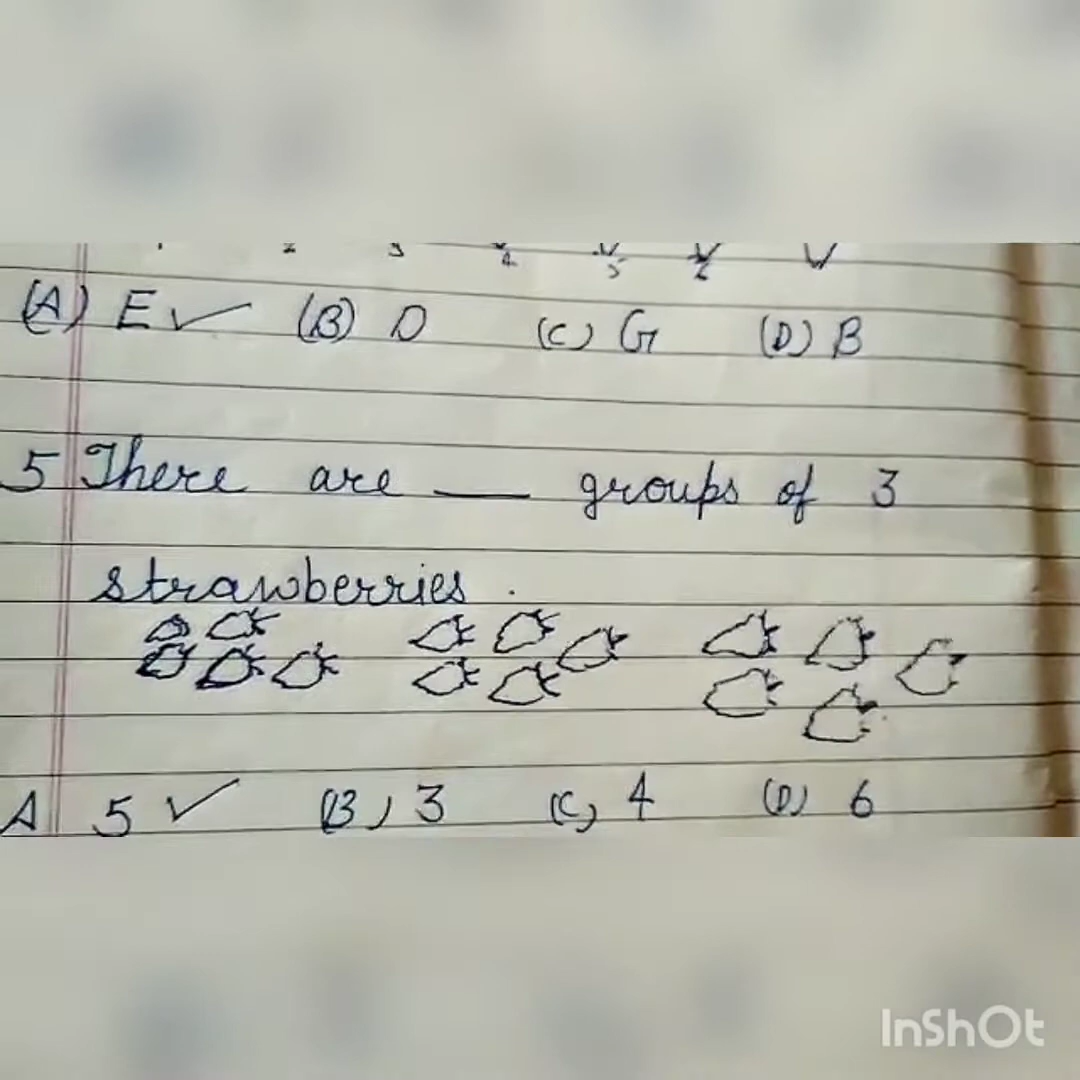 (A) E ✓ (B) D (C) G (D) B
5 There are ___ groups of 3
strawberries .
A 5 ✓ (B) 3 (C) 4 (D) 6
InShOt